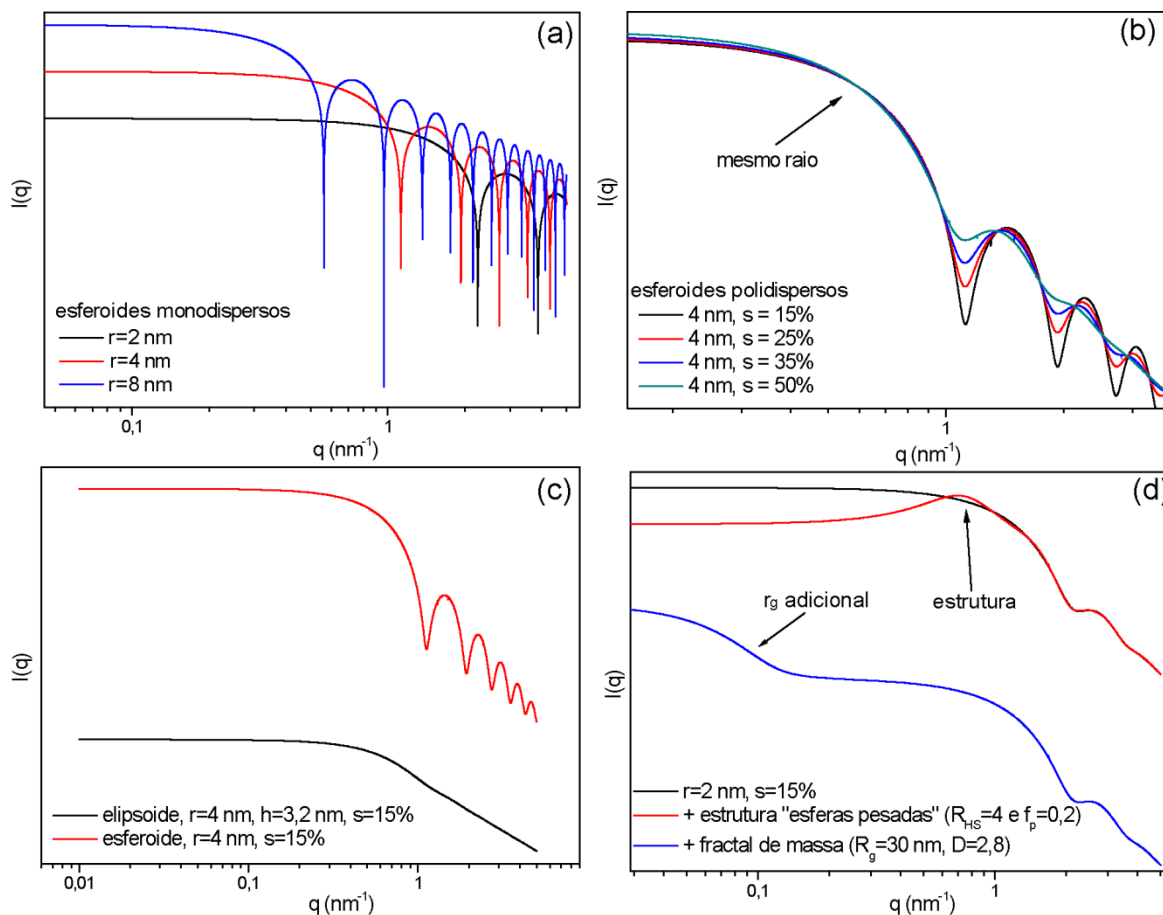 (a)
I(q)
esferoides monodispersos
r=2 nm
r=4 nm
r=8 nm
0,1
1
q (nm⁻¹)
(b)
I(q)
mesmo raio
esferoides polidispersos
4 nm, s = 15%
4 nm, s = 25%
4 nm, s = 35%
4 nm, s = 50%
1
q (nm⁻¹)
(c)
I(q)
elipsoide, r=4 nm, h=3,2 nm, s=15%
esferoide, r=4 nm, s=15%
0,01
0,1
1
q (nm⁻¹)
(d)
I(q)
r_g adicional
estrutura
r=2 nm, s=15%
+ estrutura "esferas pesadas" (R_HS=4 e f_p=0,2)
+ fractal de massa (R_g=30 nm, D=2,8)
0,1
1
q (nm⁻¹)